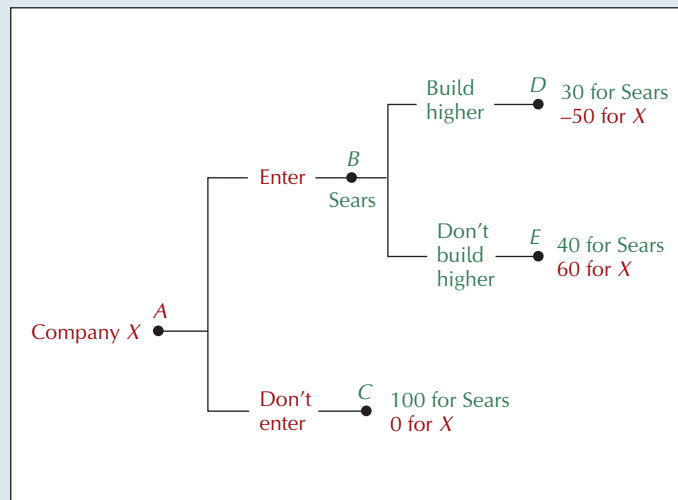 Build
higher
D
30 for Sears
–50 for X
B
Enter
Sears
Don't
build
higher
E
40 for Sears
60 for X
A
Company X
Don't
enter
C
100 for Sears
0 for X